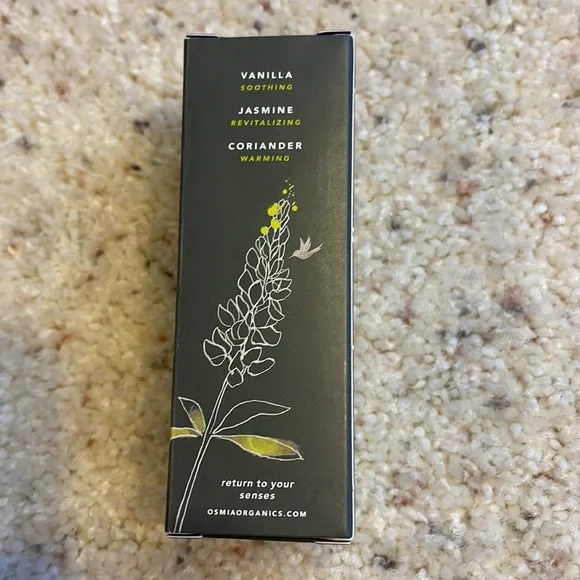 VANILLA
SOOTHING
JASMINE
REVITALIZING
CORIANDER
WARMING
return to your
senses
OSMIAORGANICS.COM